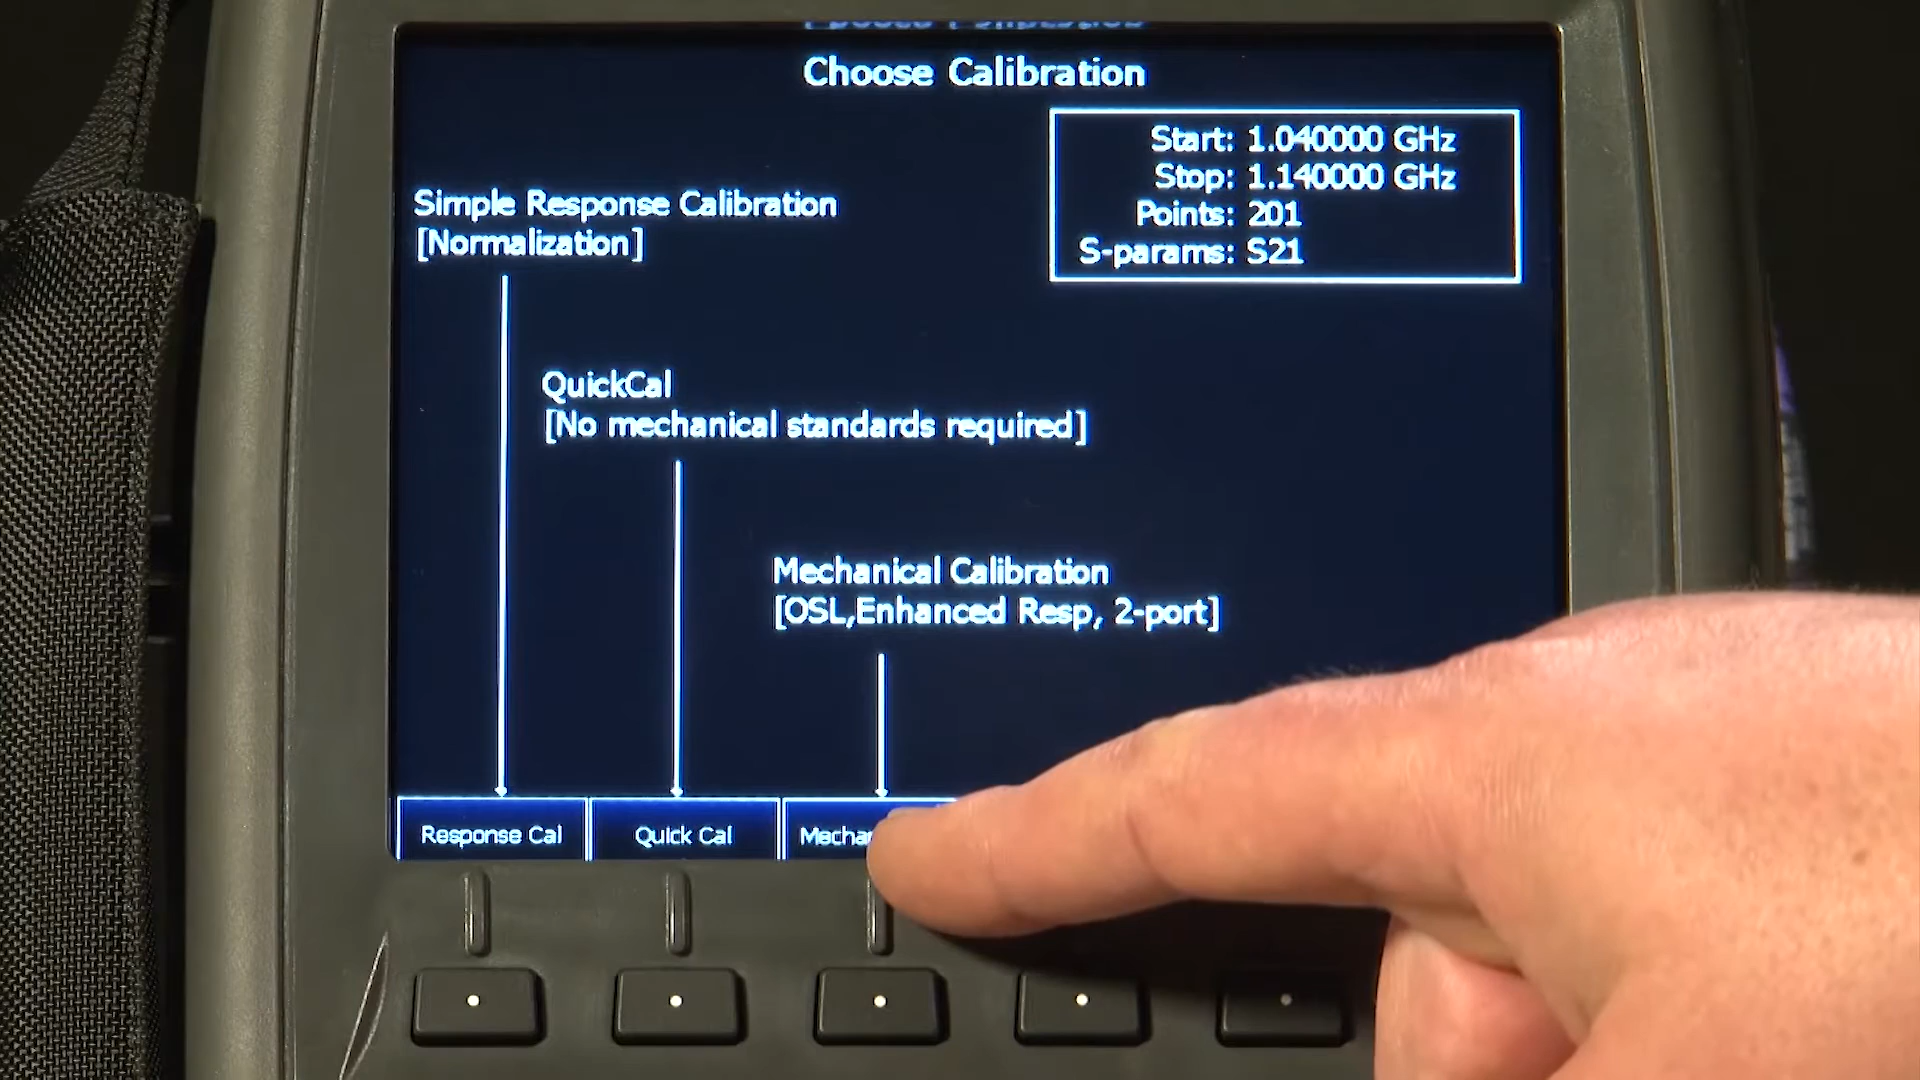 Choose Calibration
Start: 1.040000 GHz
Stop: 1.140000 GHz
Points: 201
S-params: S21
Simple Response Calibration
[Normalization]
QuickCal
[No mechanical standards required]
Mechanical Calibration
[OSL,Enhanced Resp, 2-port]
Response Cal
Quick Cal